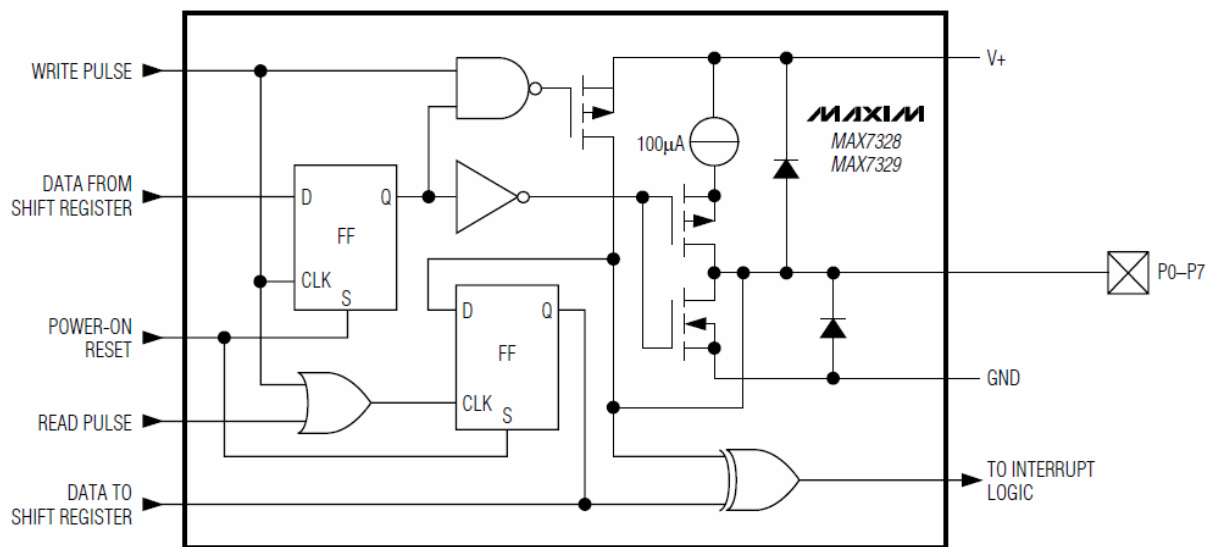 WRITE PULSE
V+
MAXIM
MAX7328
MAX7329
100μA
DATA FROM
SHIFT REGISTER
D
Q
FF
CLK
S
P0–P7
D
Q
FF
CLK
S
POWER-ON
RESET
GND
READ PULSE
DATA TO
SHIFT REGISTER
TO INTERRUPT
LOGIC